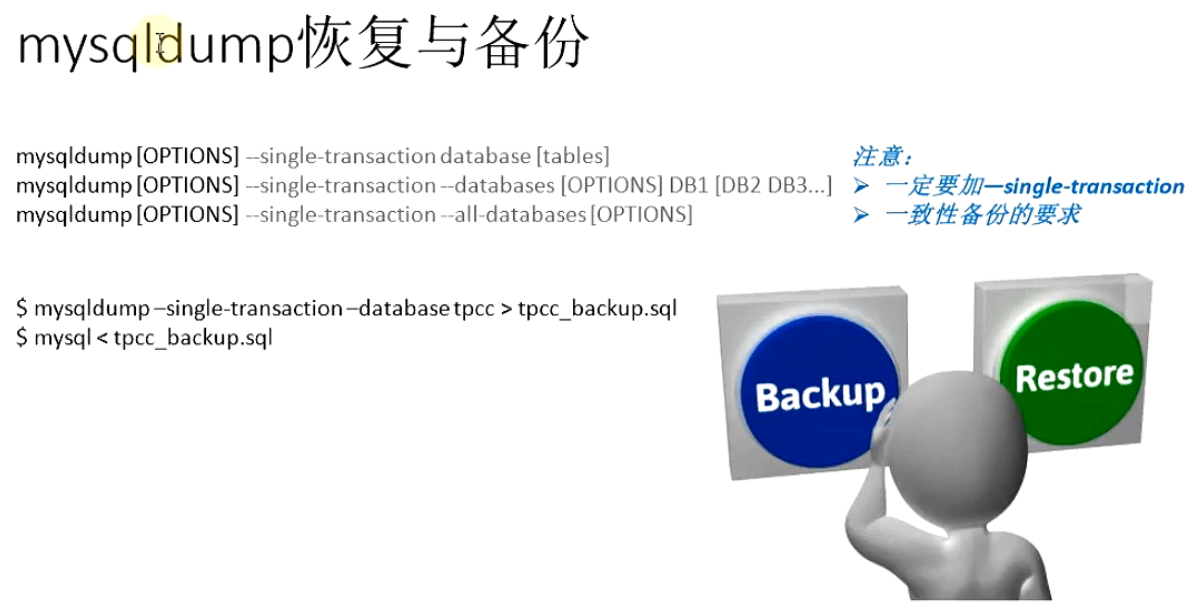 mysqldump恢复与备份
mysqldump [OPTIONS] --single-transaction database [tables]
mysqldump [OPTIONS] --single-transaction --databases [OPTIONS] DB1 [DB2 DB3...]
mysqldump [OPTIONS] --single-transaction --all-databases [OPTIONS]
注意：
➢ 一定要加—single-transaction
➢ 一致性备份的要求
$ mysqldump –single-transaction –database tpcc > tpcc_backup.sql
$ mysql < tpcc_backup.sql
Backup
Restore